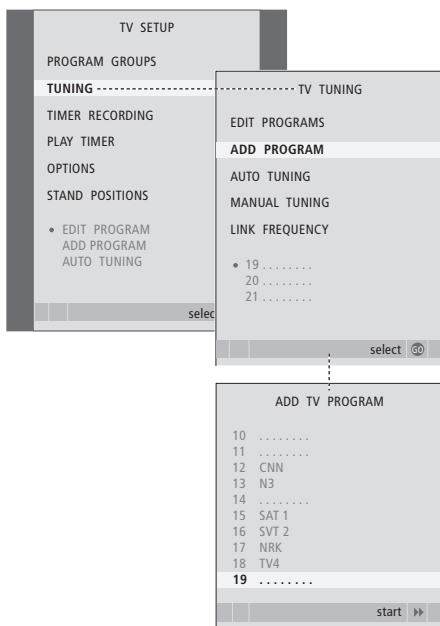 TV SETUP
PROGRAM GROUPS
TUNING
TIMER RECORDING
PLAY TIMER
OPTIONS
STAND POSITIONS
• EDIT PROGRAM
ADD PROGRAM
AUTO TUNING
selec
TV TUNING
EDIT PROGRAMS
ADD PROGRAM
AUTO TUNING
MANUAL TUNING
LINK FREQUENCY
• 19 ........
20 ........
21 ........
select GO
ADD TV PROGRAM
10 ........
11 ........
12 CNN
13 N3
14 ........
15 SAT 1
16 SVT 2
17 NRK
18 TV4
19 ........
start